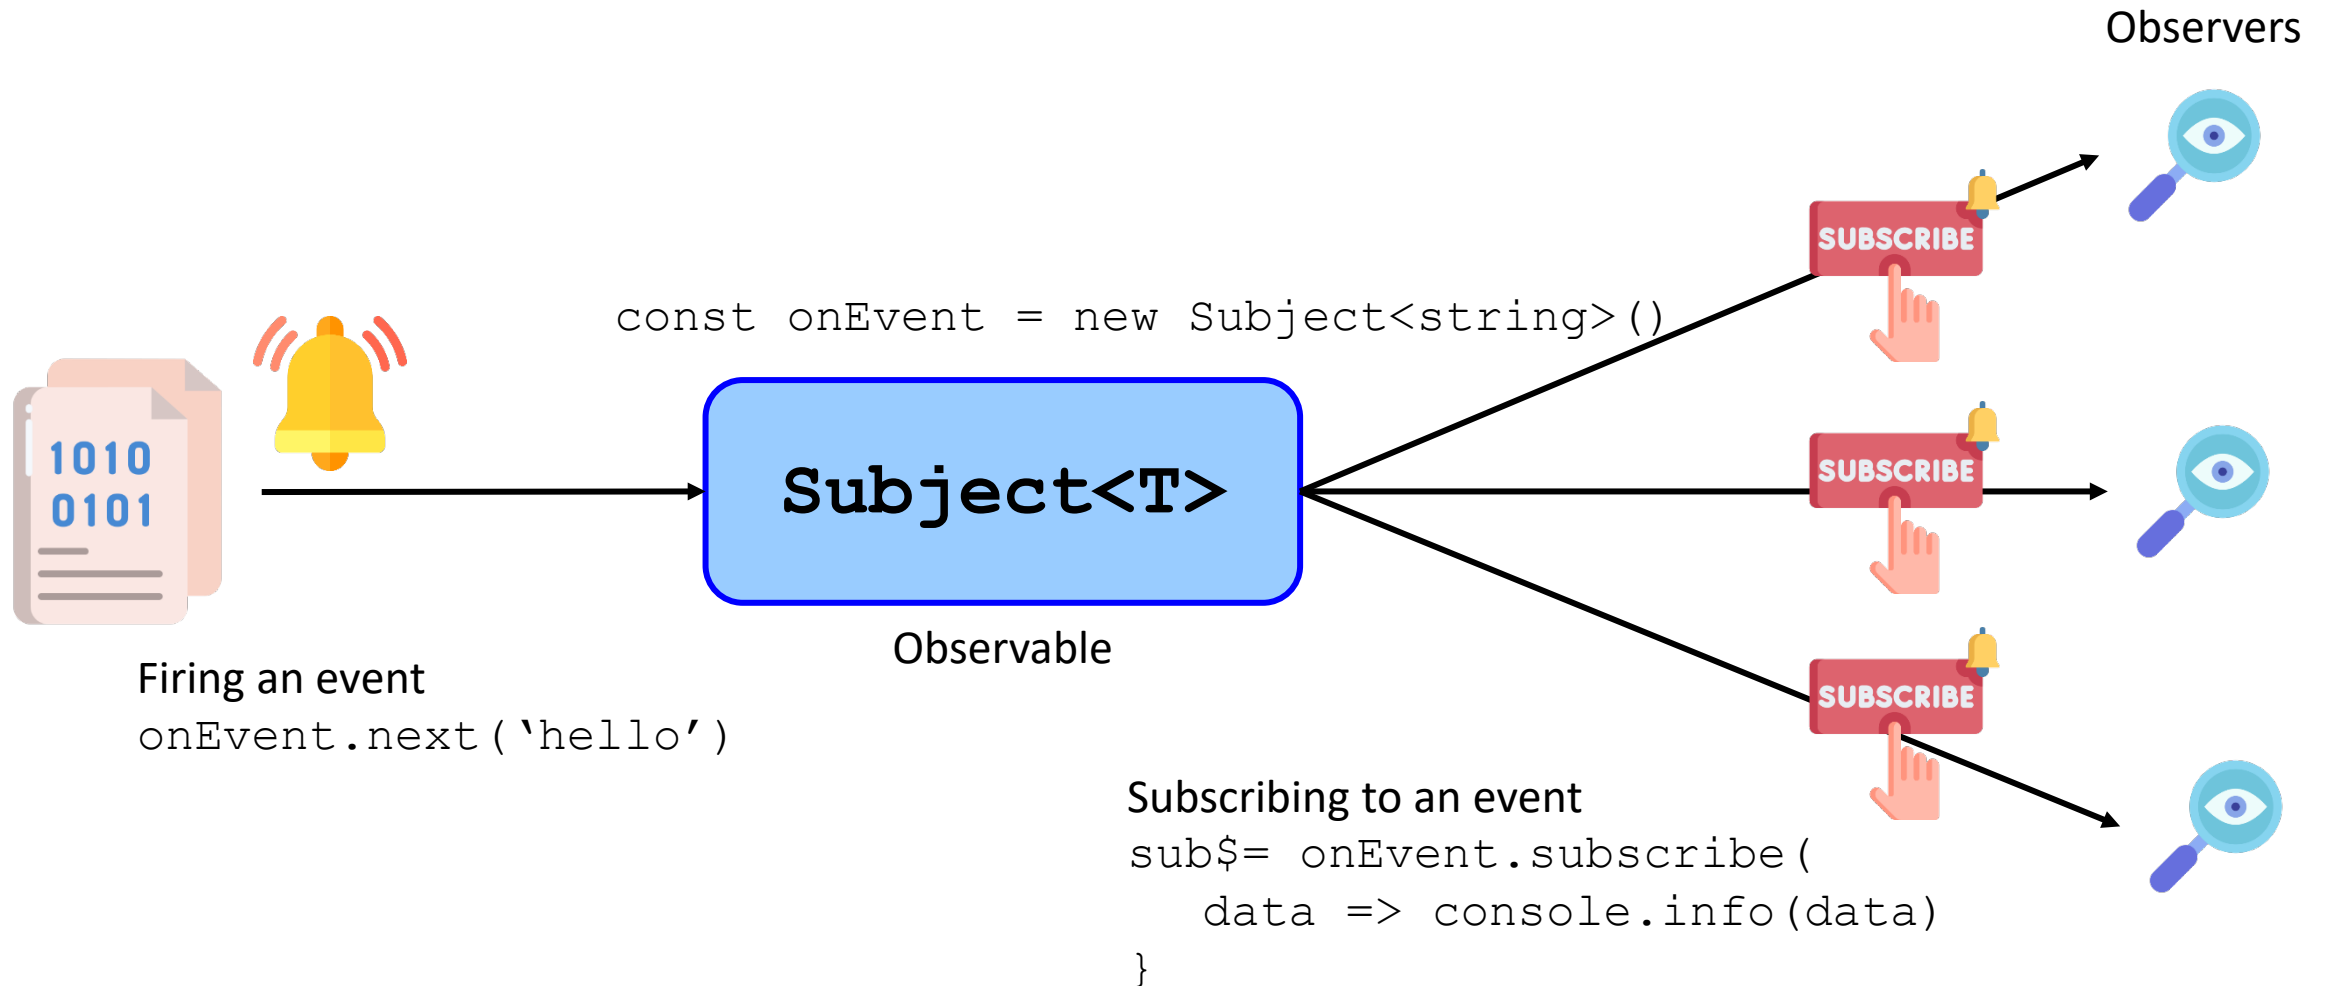 Observers
SUBSCRIBE
const onEvent = new Subject<string>()
1010
0101
SUBSCRIBE
Subject<T>
Observable
Firing an event
onEvent.next(‘hello’)
SUBSCRIBE
Subscribing to an event
sub$= onEvent.subscribe(
data => console.info(data)
}